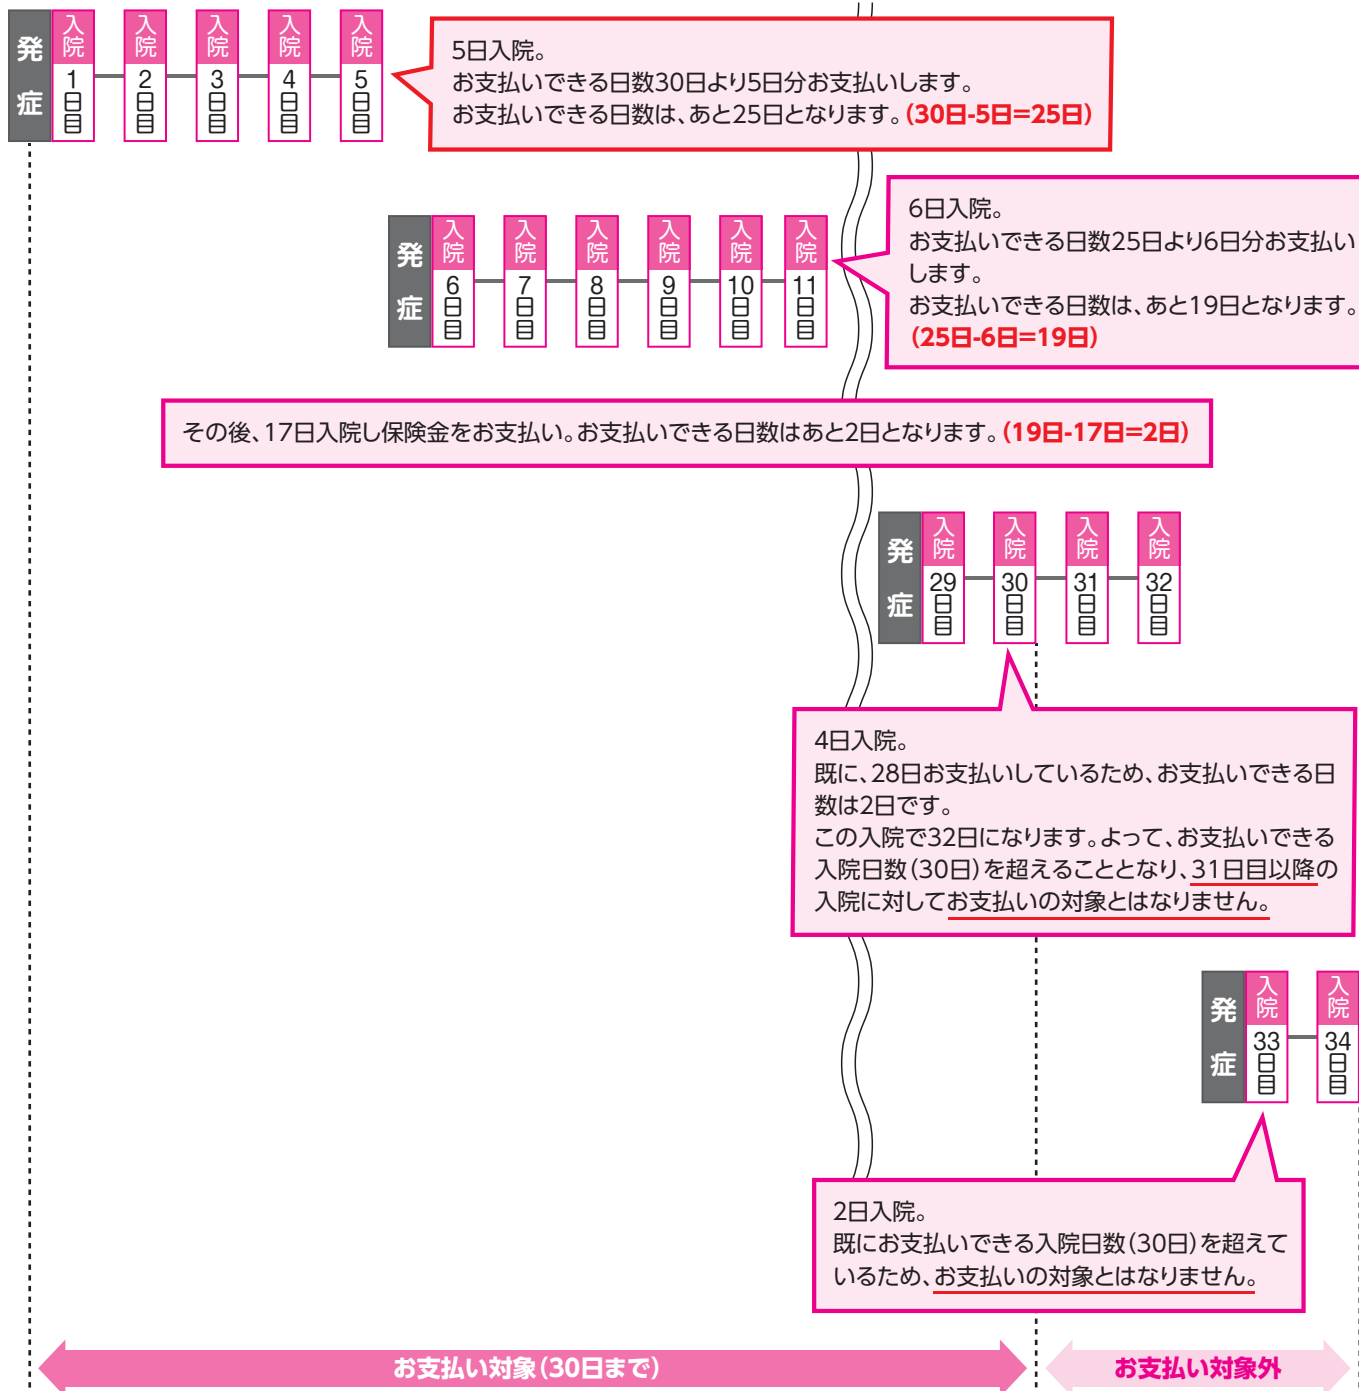 発症
入院 1日目
入院 2日目
入院 3日目
入院 4日目
入院 5日目
5日入院。
お支払いできる日数30日より5日分お支払いします。
お支払いできる日数は、あと25日となります。(30日-5日=25日)
発症
入院 6日目
入院 7日目
入院 8日目
入院 9日目
入院 10日目
入院 11日目
6日入院。
お支払いできる日数25日より6日分お支払い
します。
お支払いできる日数は、あと19日となります。
(25日-6日=19日)
その後、17日入院し保険金をお支払い。お支払いできる日数はあと2日となります。(19日-17日=2日)
発症
入院 29日目
入院 30日目
入院 31日目
入院 32日目
4日入院。
既に、28日お支払いしているため、お支払いできる日
数は2日です。
この入院で32日になります。よって、お支払いできる
入院日数(30日)を超えることとなり、31日目以降の
入院に対してお支払いの対象とはなりません。
発症
入院 33日目
入院 34日目
2日入院。
既にお支払いできる入院日数(30日)を超えて
いるため、お支払いの対象とはなりません。
お支払い対象(30日まで)
お支払い対象外